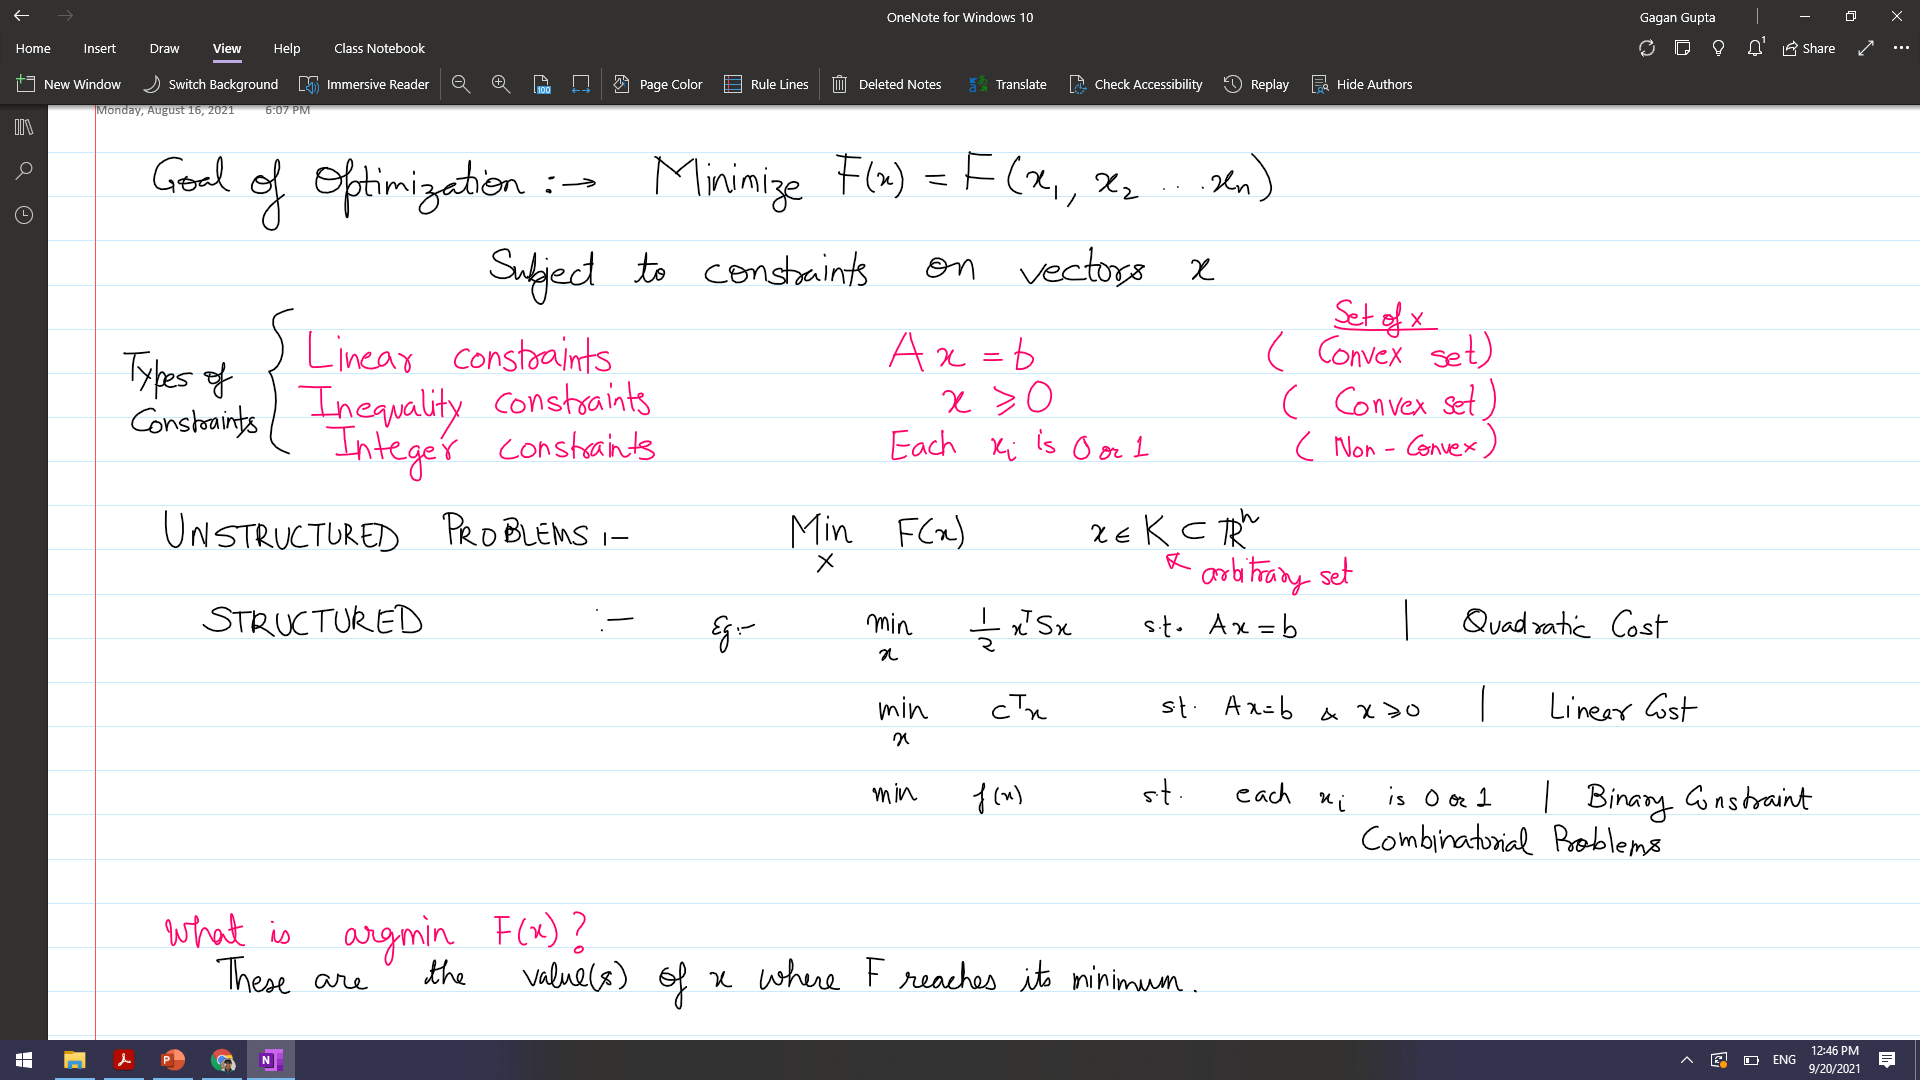 OneNote for Windows 10
Gagan Gupta
Home Insert Draw View Help Class Notebook
1 Share
New Window Switch Background Immersive Reader 100 Page Color Rule Lines Deleted Notes Translate Check Accessibility Replay Hide Authors
Monday, August 16, 2021 6:07 PM
Goal of Optimization :→ Minimize F(x) = F(x₁, x₂ ... xₙ)
Subject to constraints on vectors x
Set of x
Types of Constraints
Linear constraints Ax = b (Convex set)
Inequality constraints x ⩾ 0 (Convex set)
Integer constraints Each xᵢ is 0 or 1 (Non-Convex)
UNSTRUCTURED PROBLEMS :- Min F(x) x ∈ K ⊂ ℝⁿ
x
arbitrary set
STRUCTURED :- Eg:- min 1/2 xᵀSx s.t. Ax = b | Quadratic Cost
x
min cᵀx st. Ax=b & x⩾0 | Linear Cost
x
min f(x) st. each xᵢ is 0 or 1 | Binary Constraint
Combinatorial Problems
What is argmin F(x)?
These are the value(s) of x where F reaches its minimum.
ENG 12:46 PM
9/20/2021